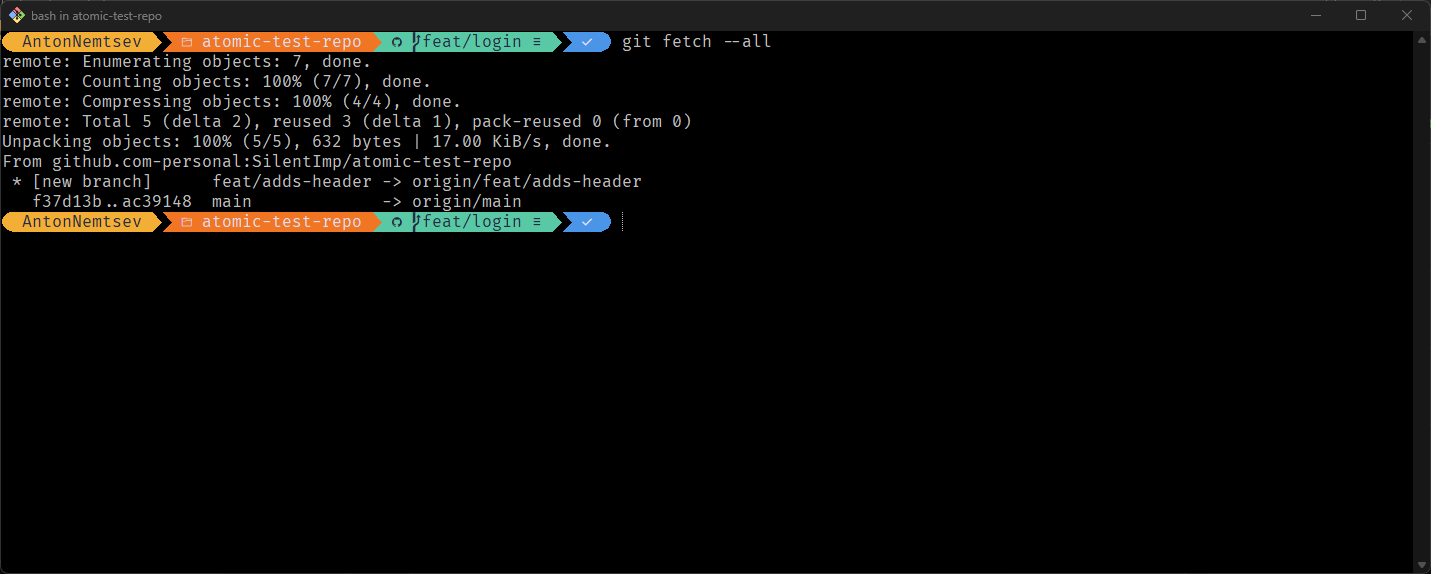 bash in atomic-test-repo
AntonNemtsev atomic-test-repo feat/login ≡ ✓ git fetch --all
remote: Enumerating objects: 7, done.
remote: Counting objects: 100% (7/7), done.
remote: Compressing objects: 100% (4/4), done.
remote: Total 5 (delta 2), reused 3 (delta 1), pack-reused 0 (from 0)
Unpacking objects: 100% (5/5), 632 bytes | 17.00 KiB/s, done.
From github.com-personal:SilentImp/atomic-test-repo
* [new branch] feat/adds-header -> origin/feat/adds-header
f37d13b..ac39148 main -> origin/main
AntonNemtsev atomic-test-repo feat/login ≡ ✓